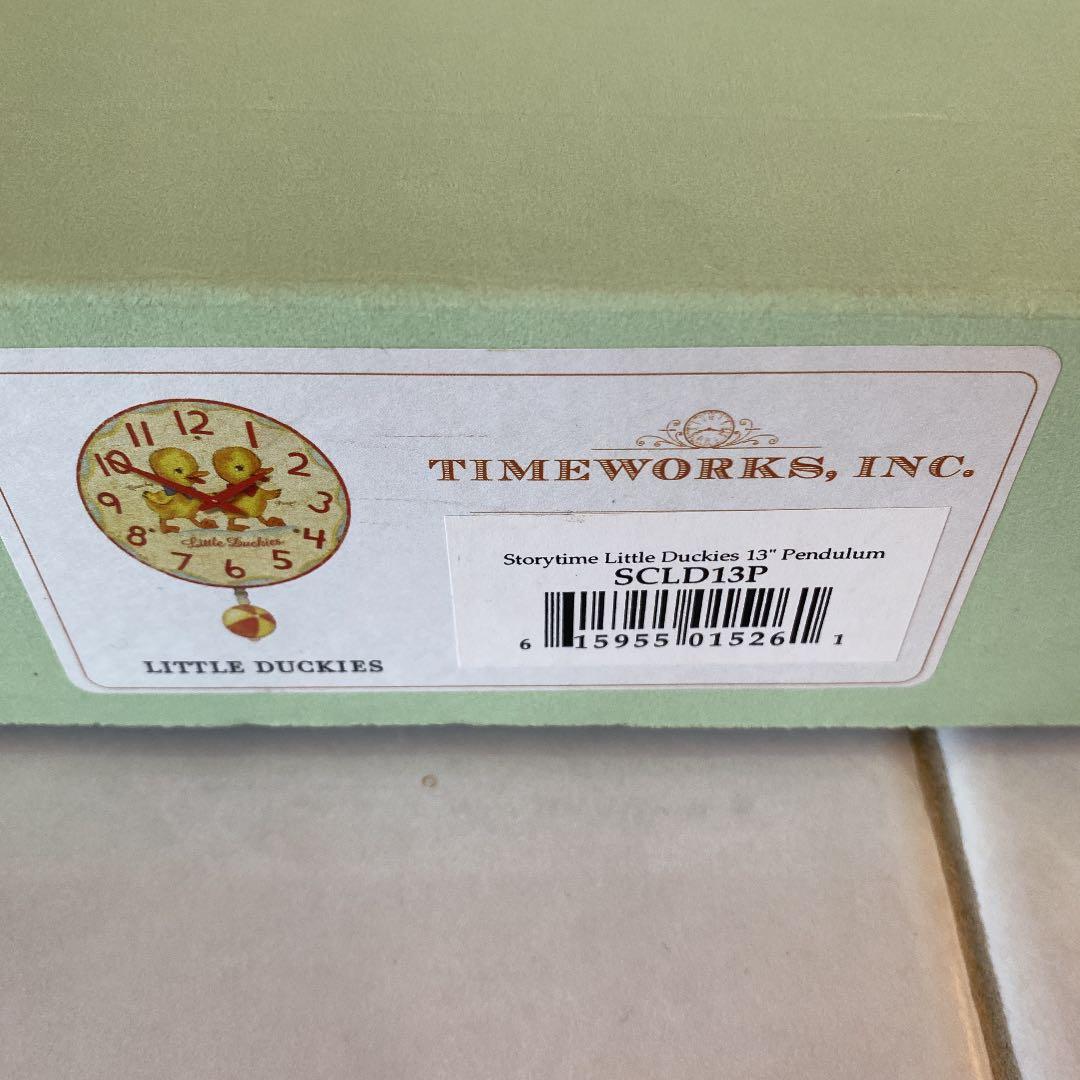 12
11 1
10 2
9 3
8 4
7 5
6
Little Duckies
LITTLE DUCKIES
TIMEWORKS, INC.
Storytime Little Duckies 13" Pendulum
SCLD13P
6 15955 01526 1